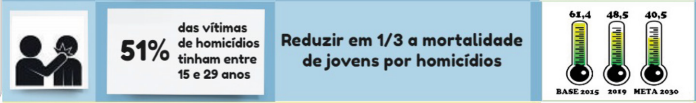 51%
das vítimas
de homicídios
tinham entre
15 e 29 anos
Reduzir em 1/3 a mortalidade
de jovens por homicídios
61,4 48,5 40,5
BASE 2015 2019 META 2030